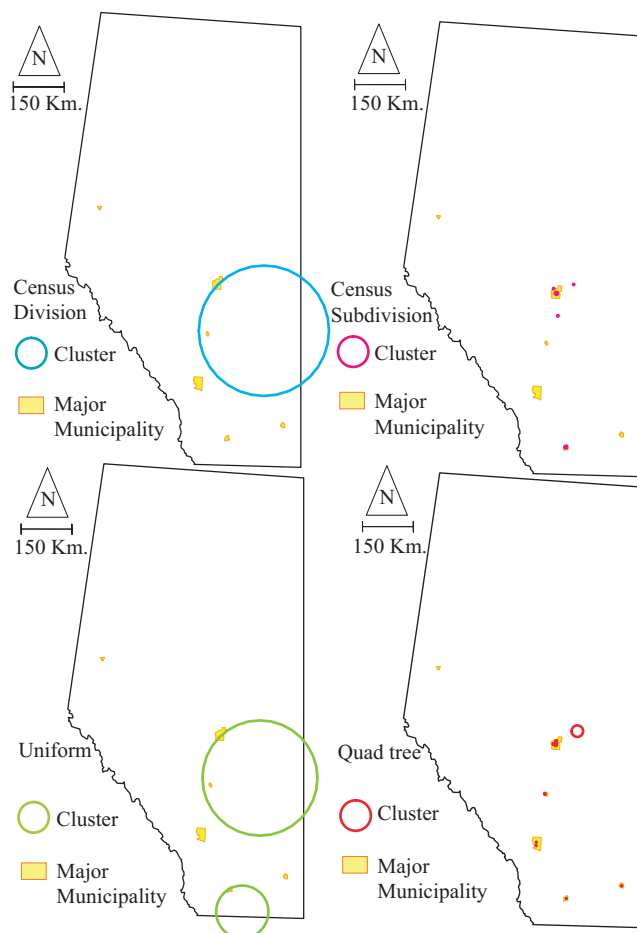 N
150 Km.
Census
Division
Cluster
Major
Municipality
N
150 Km.
Census
Subdivision
Cluster
Major
Municipality
N
150 Km.
Uniform
Cluster
Major
Municipality
N
150 Km.
Quad tree
Cluster
Major
Municipality